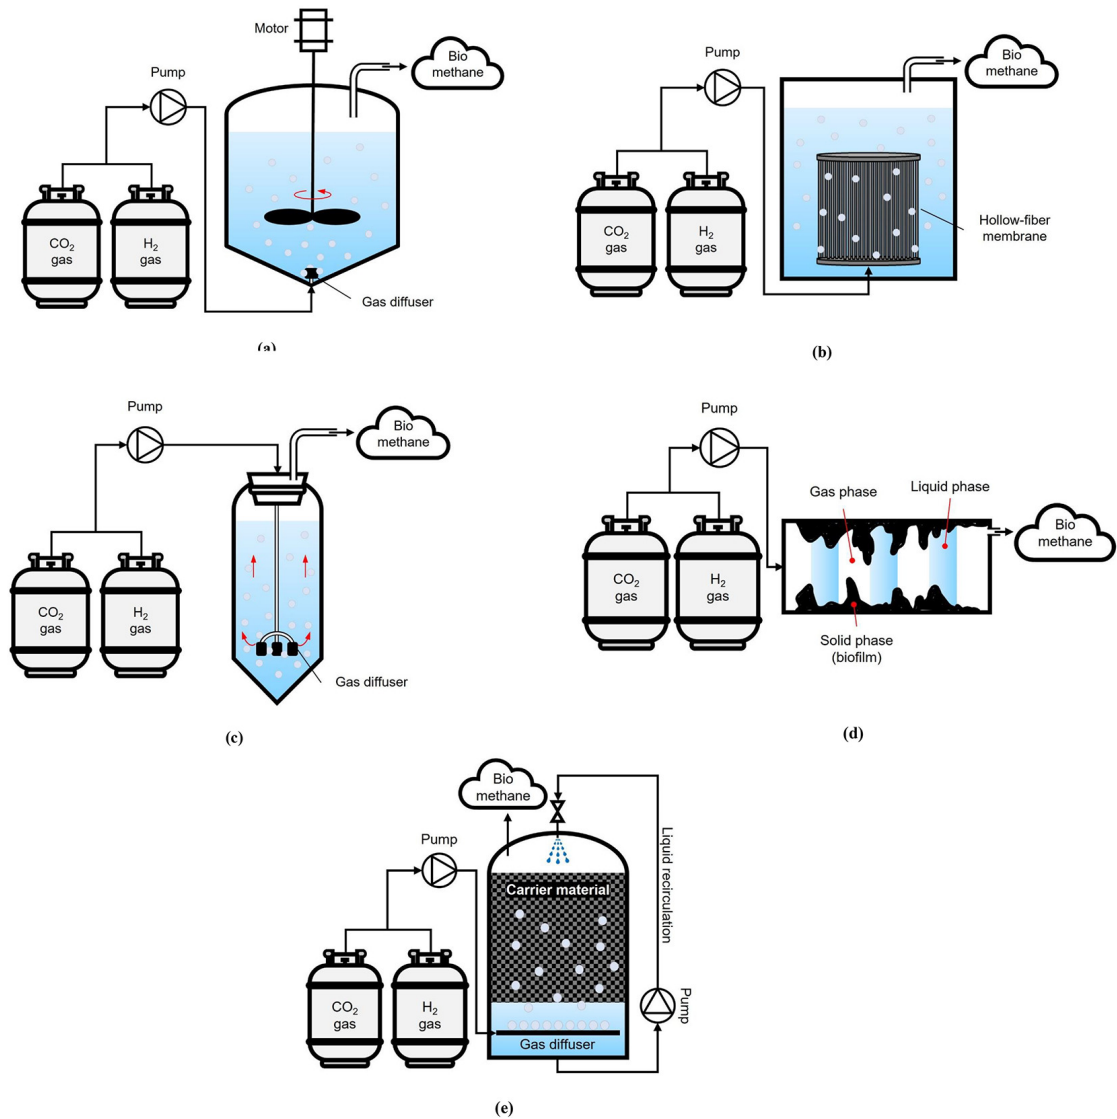 Motor
Bio
methane
Pump
CO2
gas
H2
gas
Gas diffuser
(a)
Pump
Bio
methane
CO2
gas
H2
gas
Hollow-fiber
membrane
(b)
Pump
Bio
methane
CO2
gas
H2
gas
Gas diffuser
(c)
Pump
Gas phase
Liquid phase
Bio
methane
CO2
gas
H2
gas
Solid phase
(biofilm)
(d)
Bio
methane
Pump
Carrier material
Liquid recirculation
CO2
gas
H2
gas
Pump
Gas diffuser
(e)